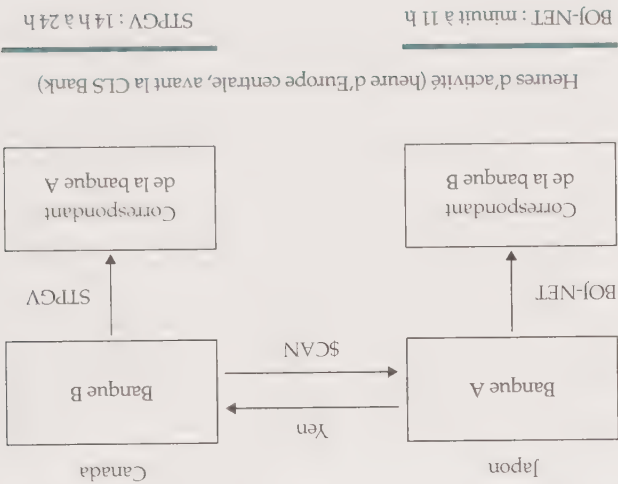 Japon
Canada
Banque A
Yen
$CAN
Banque B
BOJ-NET
STPGV
Correspondant
de la banque B
Correspondant
de la banque A
Heures d'activité (heure d'Europe centrale, avant la CLS Bank)
BOJ-NET : minuit à 11 h
STPGV : 14 h à 24 h